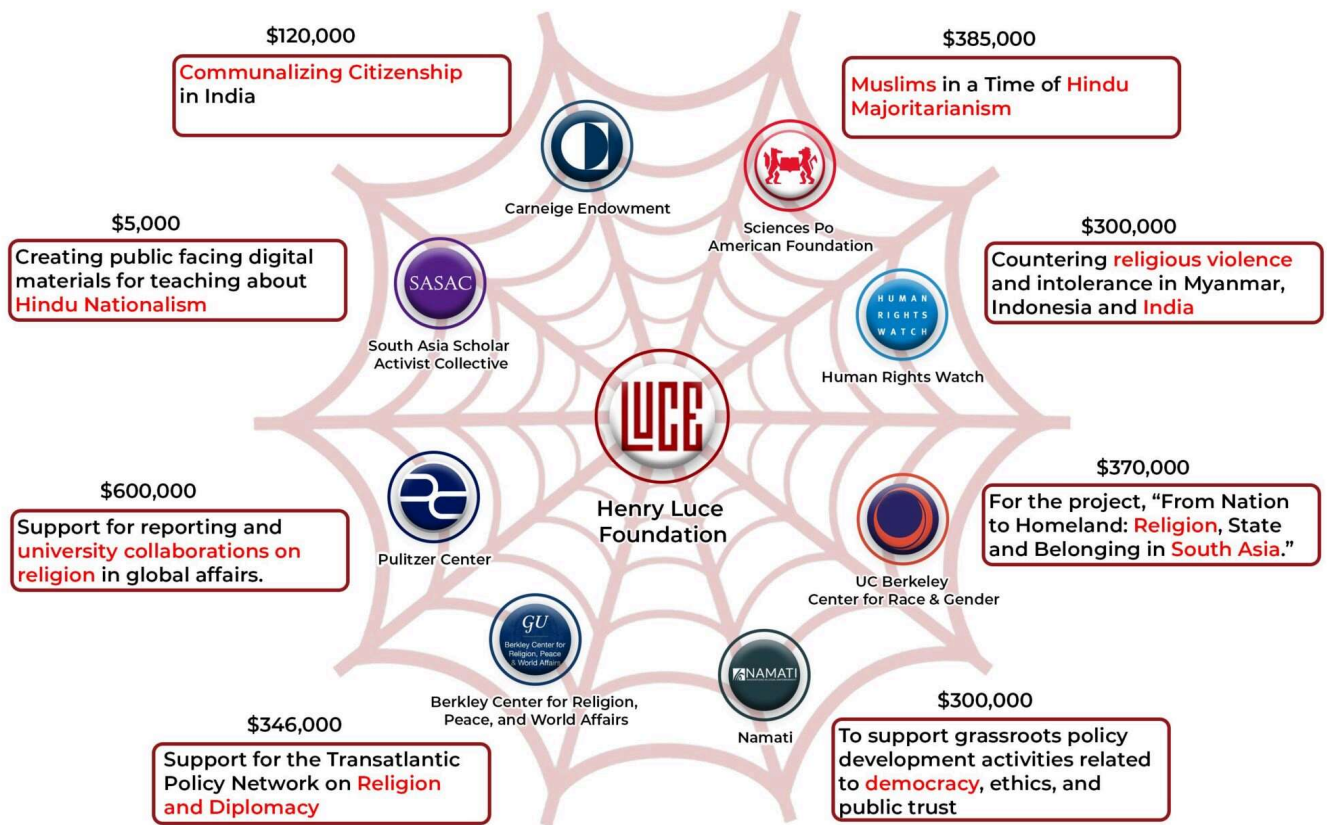 $120,000
Communalizing Citizenship
in India
Carneige Endowment
$385,000
Muslims in a Time of Hindu
Majoritarianism
Sciences Po
American Foundation
$5,000
Creating public facing digital
materials for teaching about
Hindu Nationalism
SASAC
South Asia Scholar
Activist Collective
$300,000
Countering religious violence
and intolerance in Myanmar,
Indonesia and India
HUMAN
RIGHTS
WATCH
Human Rights Watch
LUCE
Henry Luce
Foundation
$600,000
Support for reporting and
university collaborations on
religion in global affairs.
Pulitzer Center
$370,000
For the project, “From Nation
to Homeland: Religion, State
and Belonging in South Asia.”
UC Berkeley
Center for Race & Gender
$346,000
Support for the Transatlantic
Policy Network on Religion
and Diplomacy
GU
Berkley Center for
Religion, Peace
& World Affairs
Berkley Center for Religion,
Peace, and World Affairs
NAMATI
Namati
$300,000
To support grassroots policy
development activities related
to democracy, ethics, and
public trust